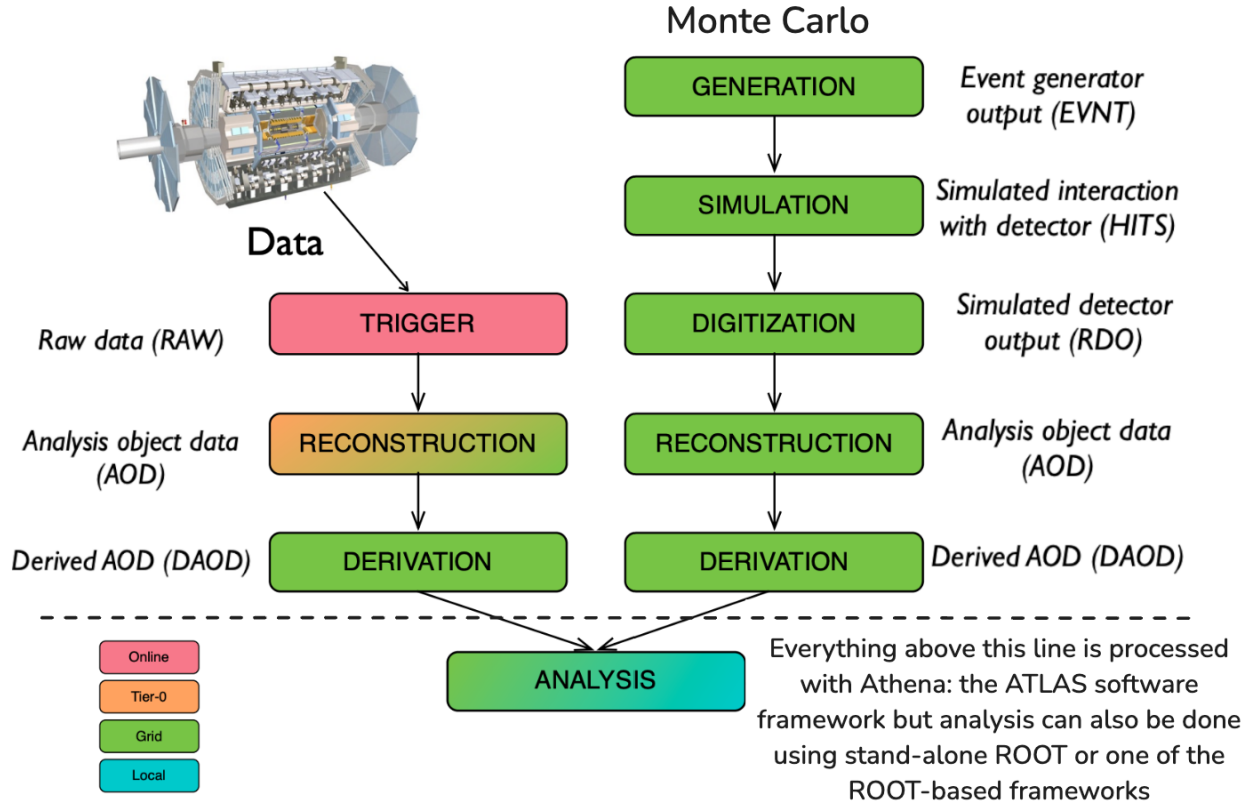 Monte Carlo
GENERATION
Event generator
output (EVNT)
SIMULATION
Simulated interaction
with detector (HITS)
Data
TRIGGER
Raw data (RAW)
DIGITIZATION
Simulated detector
output (RDO)
Analysis object data
(AOD)
RECONSTRUCTION
RECONSTRUCTION
Analysis object data
(AOD)
Derived AOD (DAOD)
DERIVATION
DERIVATION
Derived AOD (DAOD)
Online
Tier-0
Grid
Local
ANALYSIS
Everything above this line is processed
with Athena: the ATLAS software
framework but analysis can also be done
using stand-alone ROOT or one of the
ROOT-based frameworks